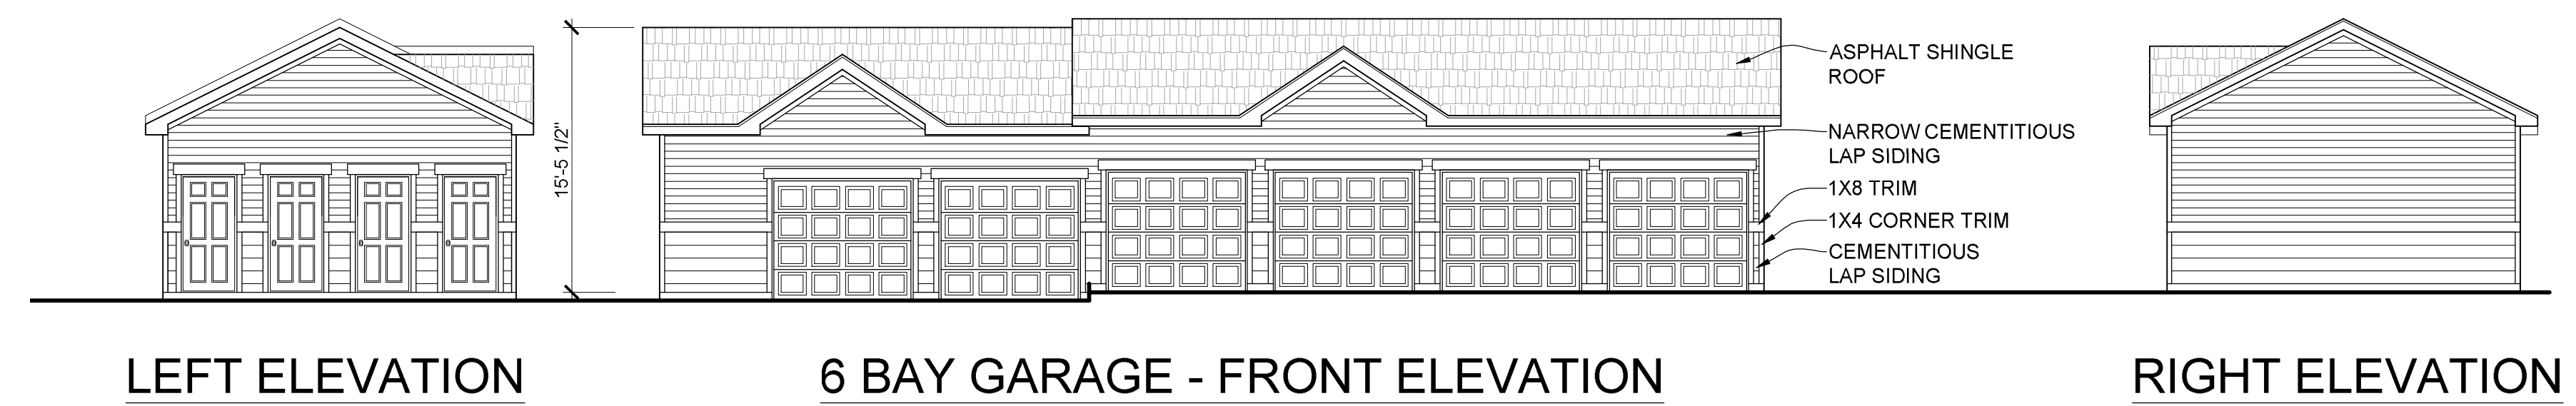 15'-5 1/2"
ASPHALT SHINGLE
ROOF
NARROW CEMENTITIOUS
LAP SIDING
1X8 TRIM
1X4 CORNER TRIM
CEMENTITIOUS
LAP SIDING
LEFT ELEVATION
6 BAY GARAGE - FRONT ELEVATION
RIGHT ELEVATION